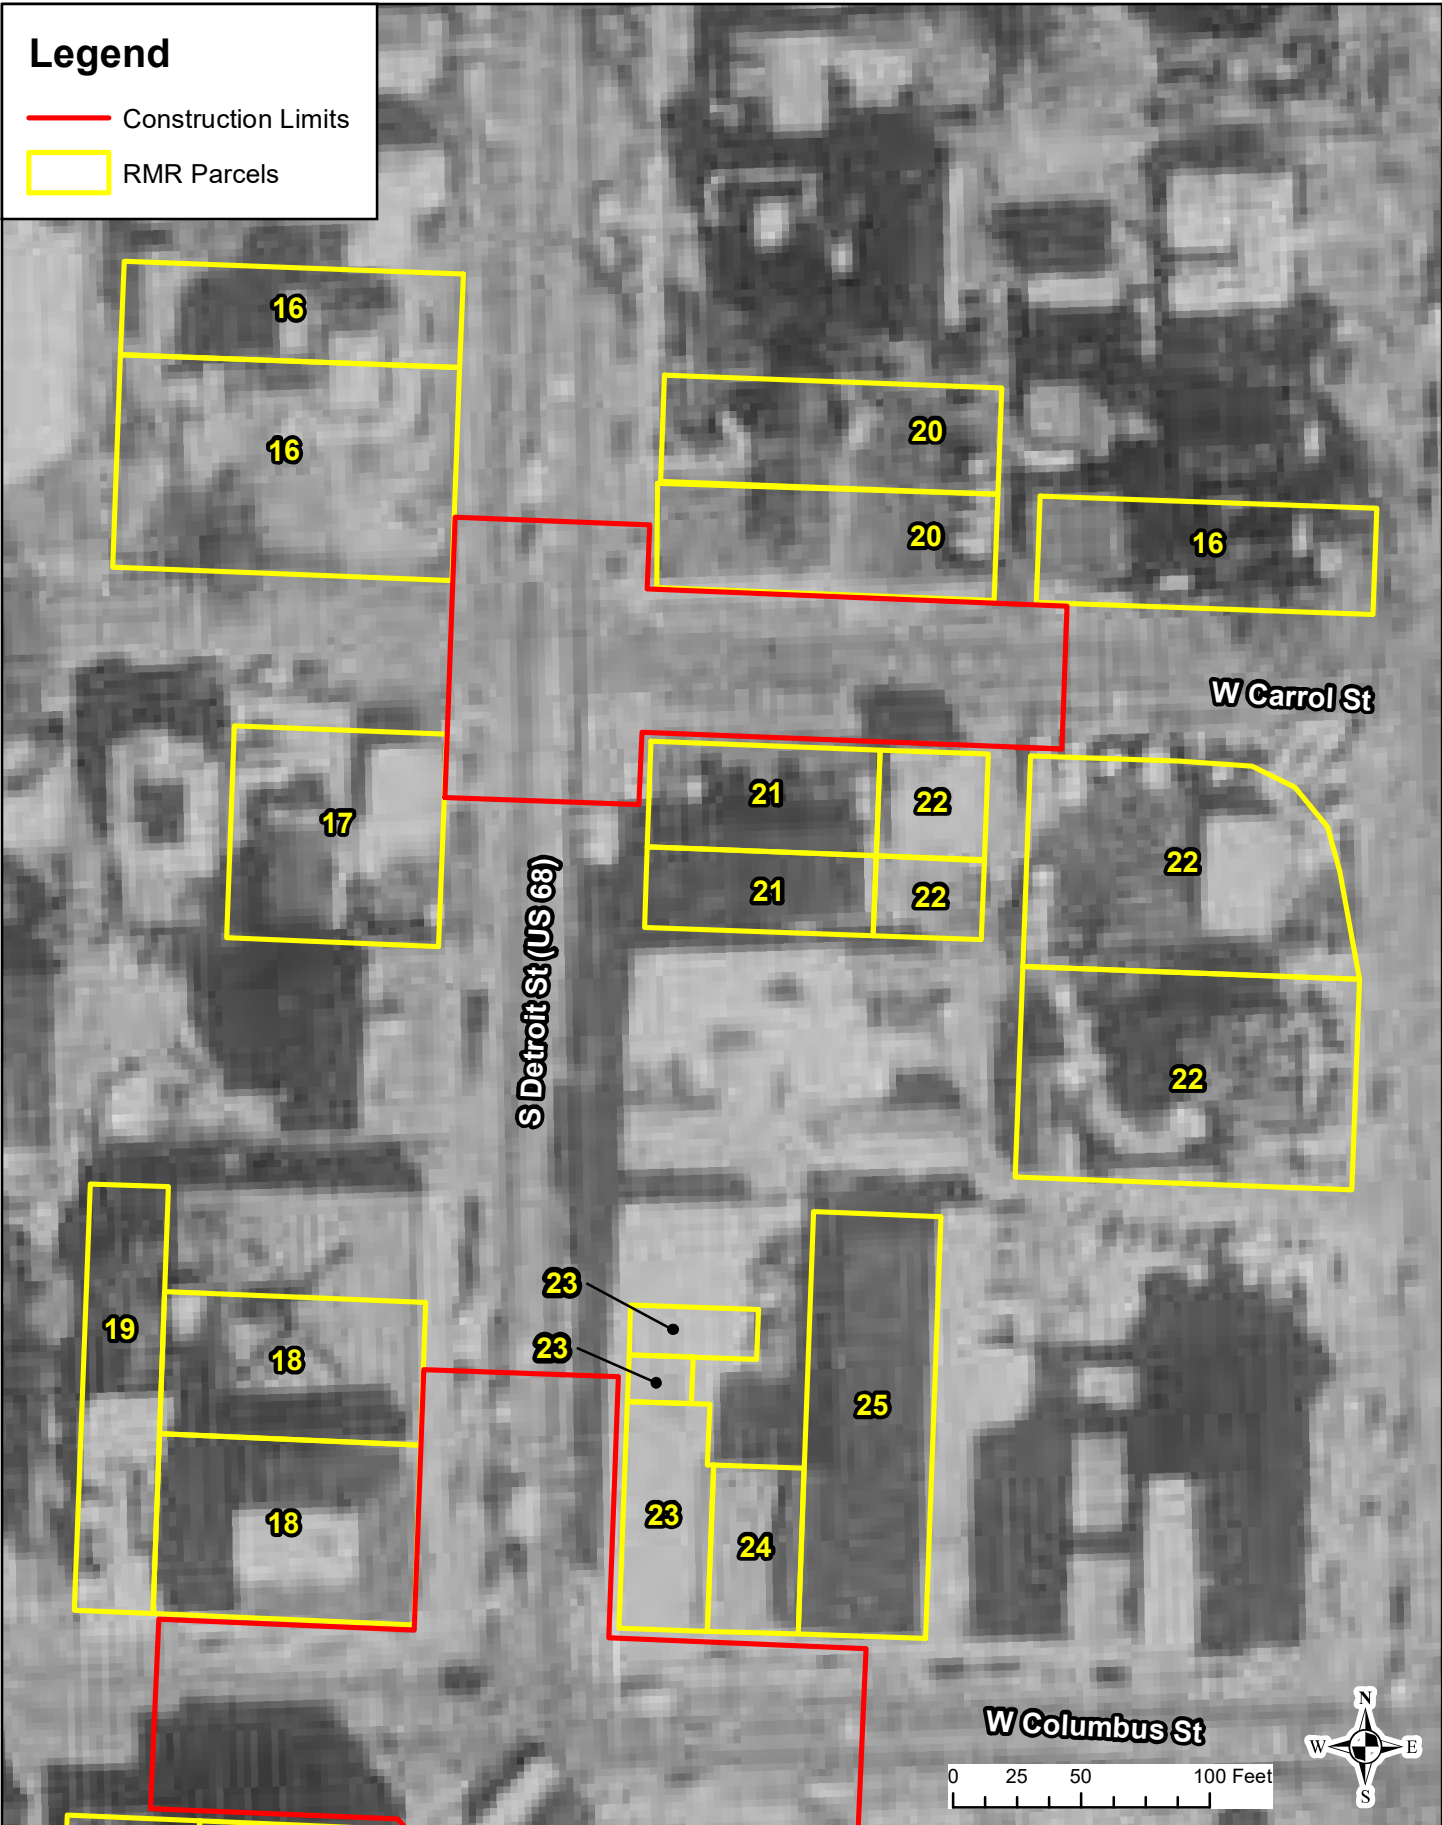 Legend
Construction Limits
RMR Parcels
16
16
20
20
16
W Carrol St
17
21
22
22
21
22
S Detroit St (US 68)
22
19
18
23
23
25
18
23
24
W Columbus St
N
W E
S
0 25 50 100 Feet